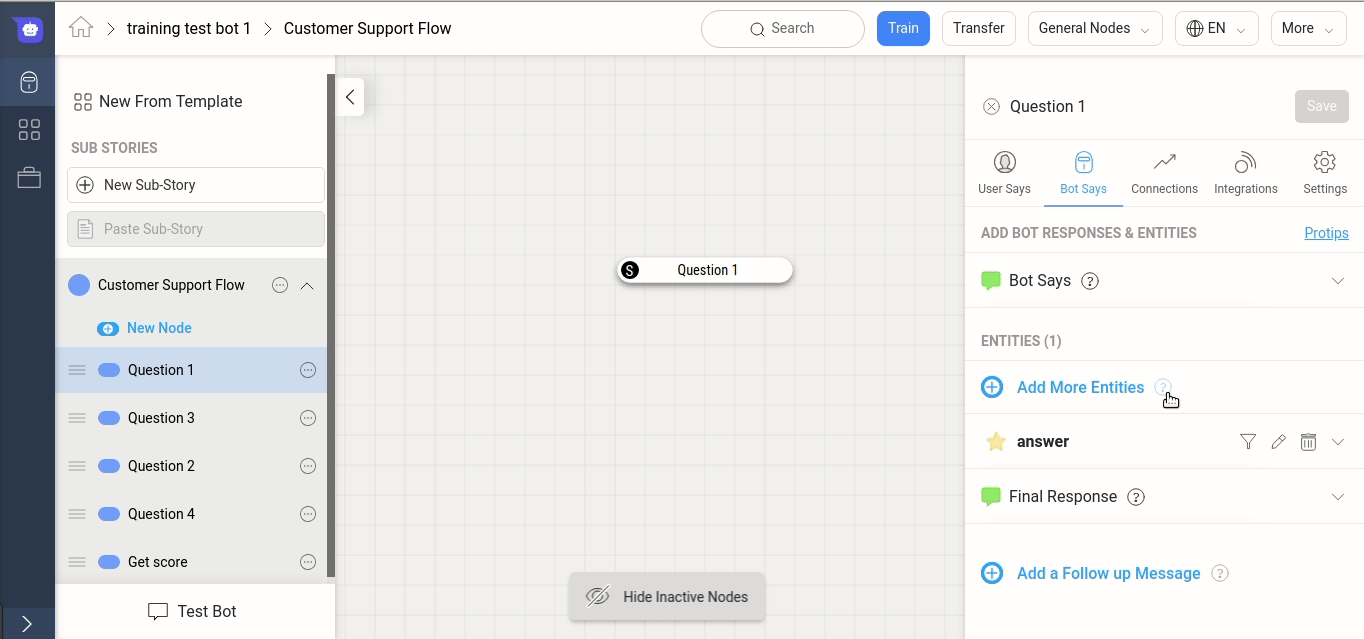 training test bot 1
Customer Support Flow
Search
Train
Transfer
General Nodes
EN
More
New From Template
SUB STORIES
New Sub-Story
Paste Sub-Story
Customer Support Flow
New Node
Question 1
Question 3
Question 2
Question 4
Get score
Test Bot
S Question 1
Hide Inactive Nodes
Question 1
Save
User Says
Bot Says
Connections
Integrations
Settings
ADD BOT RESPONSES & ENTITIES
Protips
Bot Says ?
ENTITIES (1)
Add More Entities ?
answer
Final Response ?
Add a Follow up Message ?